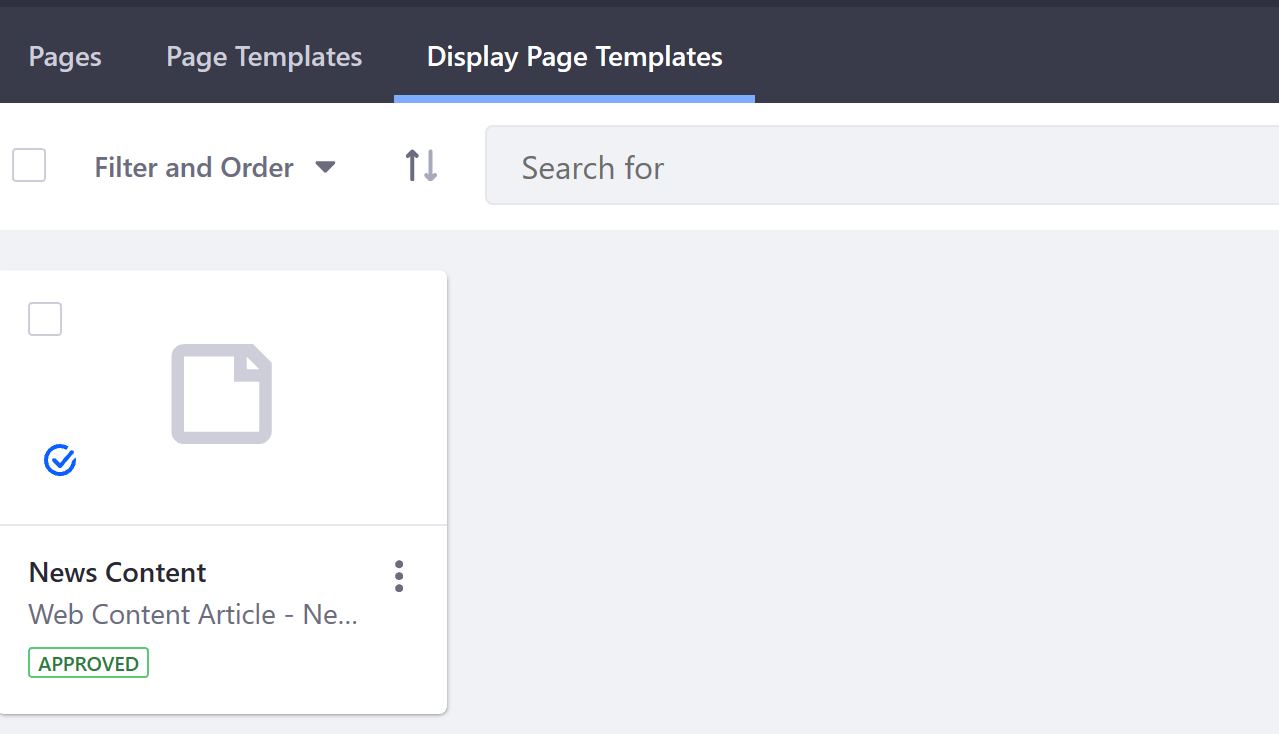 Pages Page Templates Display Page Templates
Filter and Order Search for
News Content
Web Content Article - Ne...
APPROVED